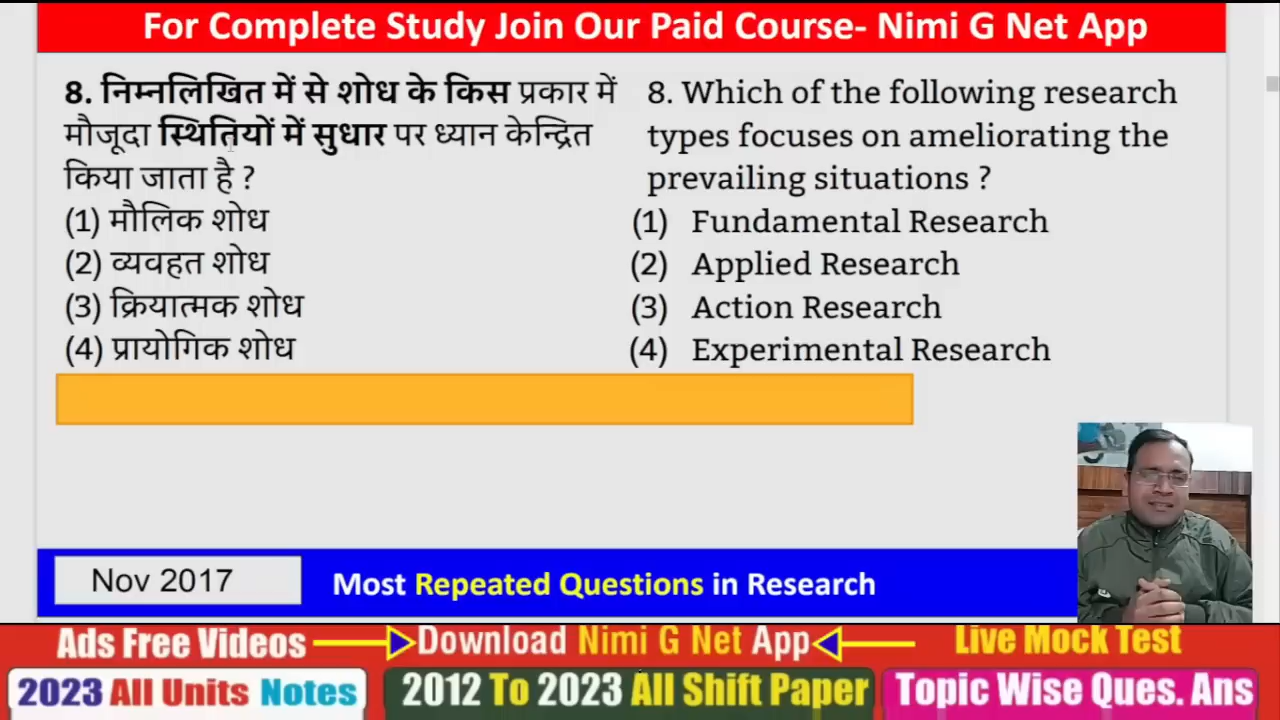 For Complete Study Join Our Paid Course- Nimi G Net App
8. निम्नलिखित में से शोध के किस प्रकार में
मौजूदा स्थितियों में सुधार पर ध्यान केन्द्रित
किया जाता है ?
(1) मौलिक शोध
(2) व्यवहत शोध
(3) क्रियात्मक शोध
(4) प्रायोगिक शोध
8. Which of the following research
types focuses on ameliorating the
prevailing situations ?
(1) Fundamental Research
(2) Applied Research
(3) Action Research
(4) Experimental Research
Nov 2017
Most Repeated Questions in Research
Ads Free Videos
Download Nimi G Net App
Live Mock Test
2023 All Units Notes
2012 To 2023 All Shift Paper
Topic Wise Ques. Ans